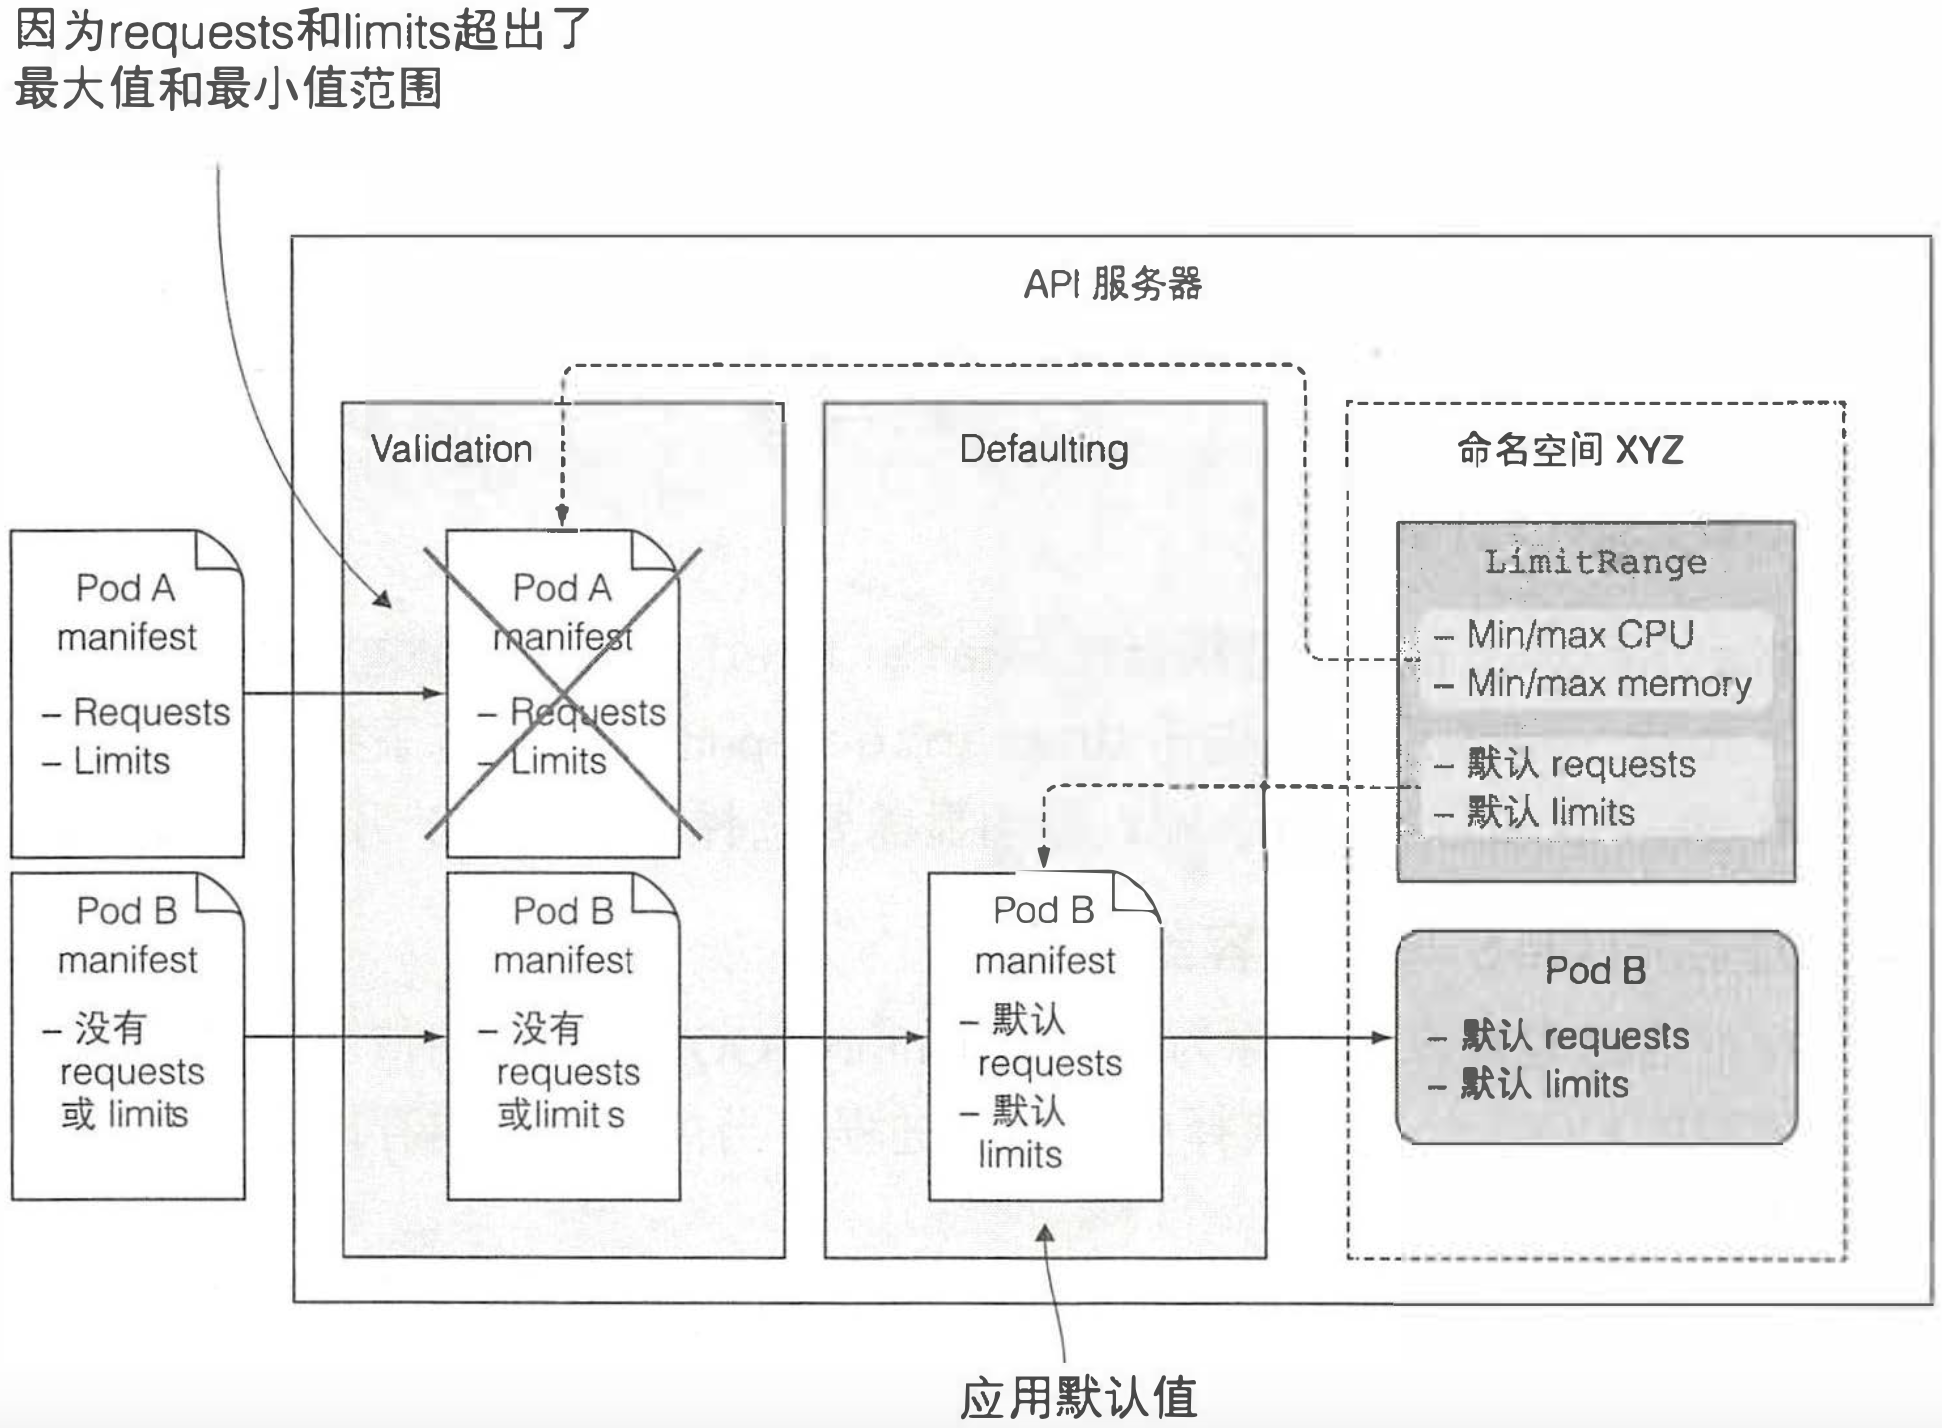 因为requests和limits超出了
最大值和最小值范围
API 服务器
Validation
Defaulting
命名空间 XYZ
Pod A
manifest
– Requests
– Limits
Pod A
manifest
– Requests
– Limits
LimitRange
– Min/max CPU
– Min/max memory
– 默认 requests
– 默认 limits
Pod B
manifest
– 没有
requests
或 limits
Pod B
manifest
– 没有
requests
或limits
Pod B
manifest
– 默认
requests
– 默认
limits
Pod B
– 默认 requests
– 默认 limits
应用默认值